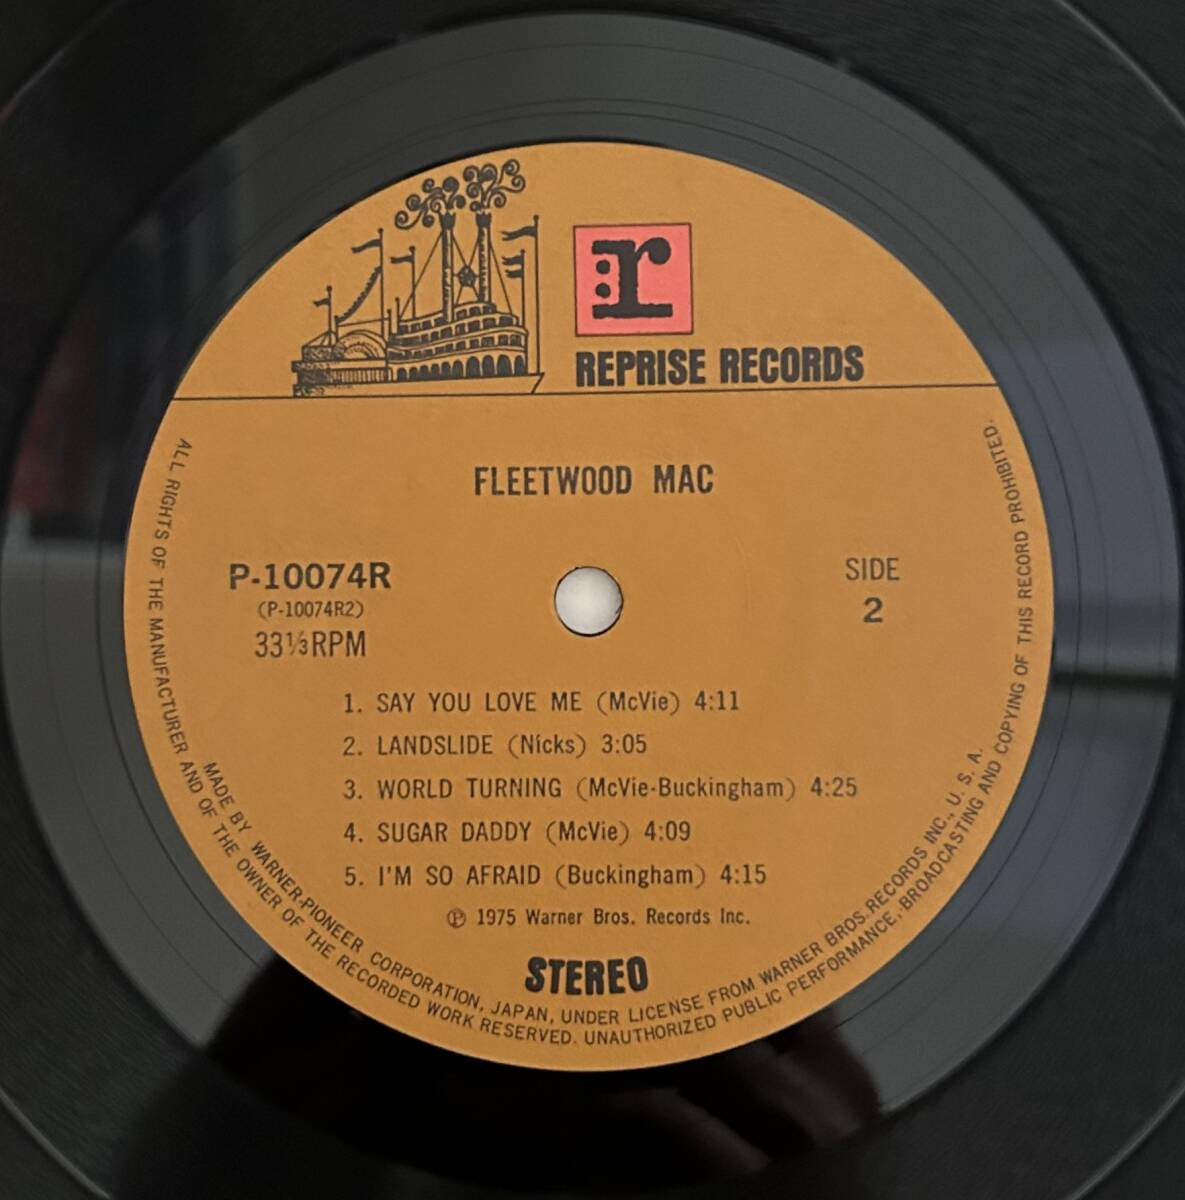 r
REPRISE RECORDS
FLEETWOOD MAC
P-10074R
(P-10074R2)
33⅓RPM
SIDE
2
1. SAY YOU LOVE ME (McVie) 4:11
2. LANDSLIDE (Nicks) 3:05
3. WORLD TURNING (McVie-Buckingham) 4:25
4. SUGAR DADDY (McVie) 4:09
5. I'M SO AFRAID (Buckingham) 4:15
℗ 1975 Warner Bros. Records Inc.
STEREO
MADE BY WARNER-PIONEER CORPORATION, JAPAN, UNDER LICENSE FROM WARNER BROS. RECORDS INC., U. S. A.
ALL RIGHTS OF THE MANUFACTURER AND OF THE OWNER OF THE RECORDED WORK RESERVED. UNAUTHORIZED PUBLIC PERFORMANCE, BROADCASTING AND COPYING OF THIS RECORD PROHIBITED.